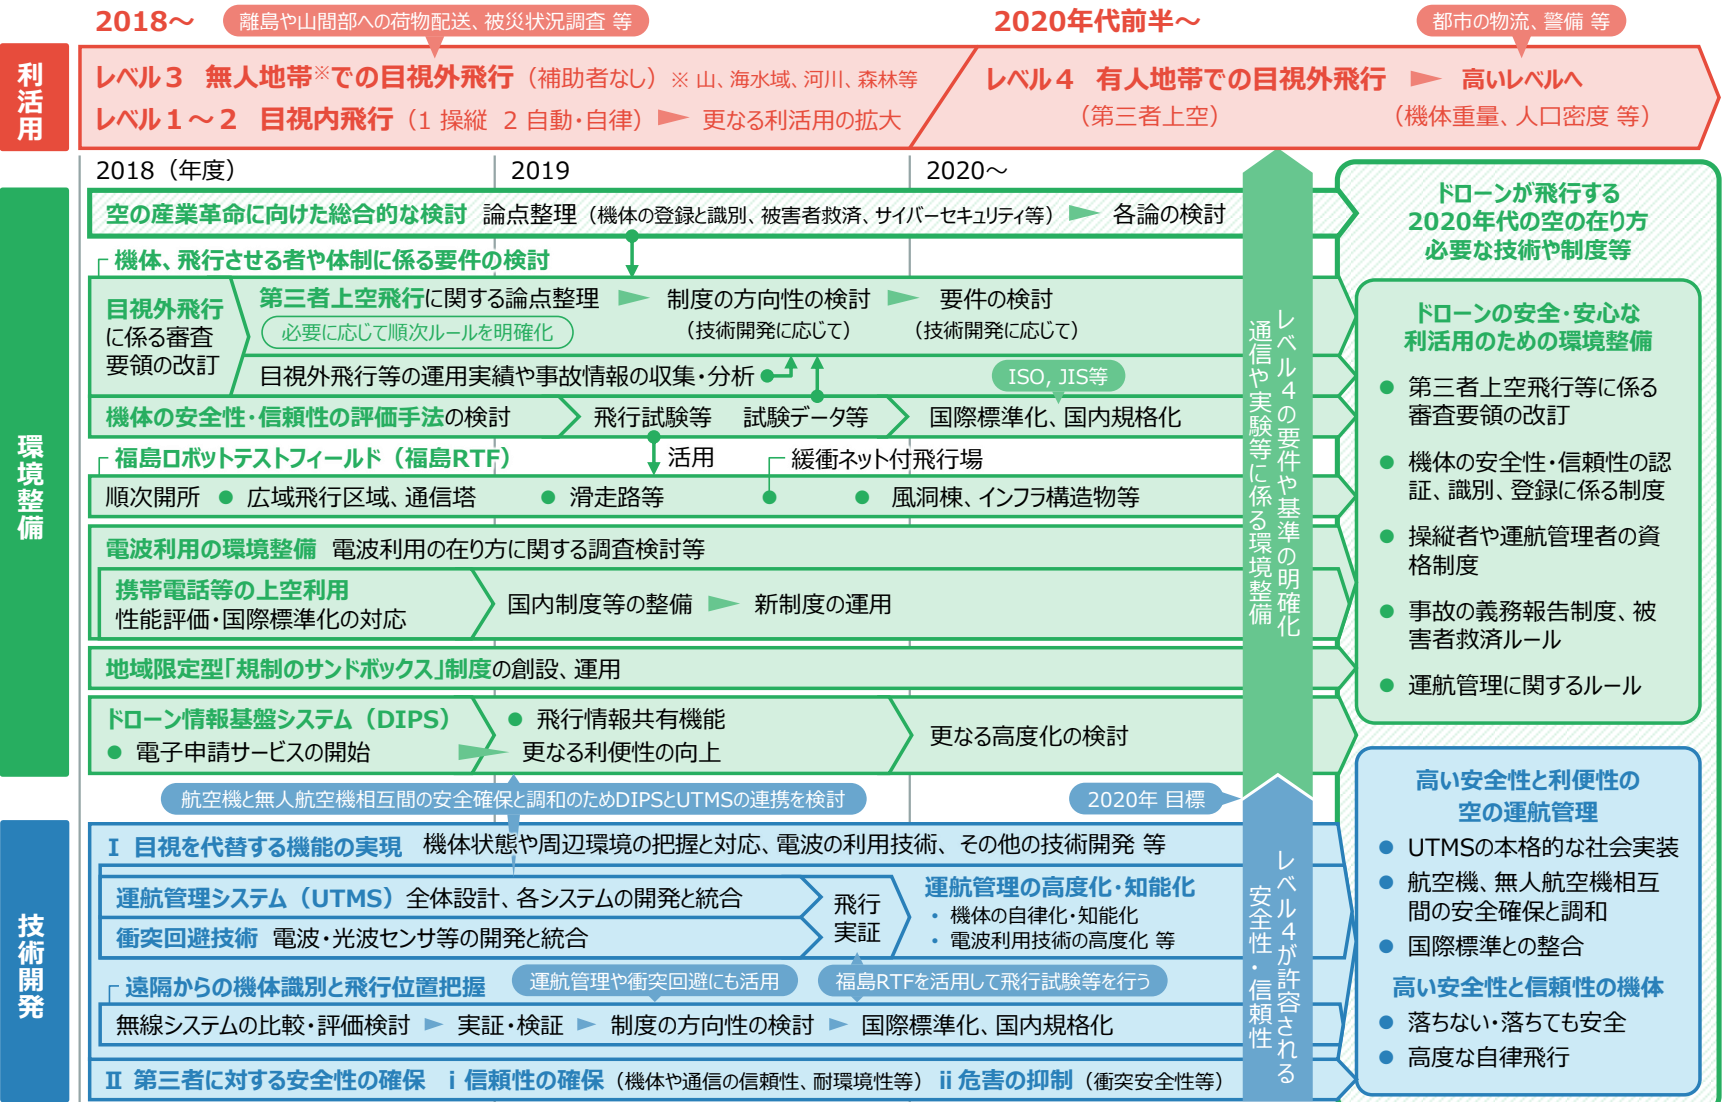 2018～
離島や山間部への荷物配送、被災状況調査 等
2020年代前半～
都市の物流、警備 等
利活用
レベル３ 無人地帯※での目視外飛行（補助者なし）※ 山、海水域、河川、森林等
レベル１～２ 目視内飛行（1 操縦 2 自動・自律）
更なる利活用の拡大
レベル４ 有人地帯での目視外飛行
（第三者上空）
高いレベルへ
（機体重量、人口密度 等）
2018（年度）
2019
2020～
環境整備
空の産業革命に向けた総合的な検討 論点整理（機体の登録と識別、被害者救済、サイバーセキュリティ等）
各論の検討
機体、飛行させる者や体制に係る要件の検討
目視外飛行
に係る審査
要領の改訂
第三者上空飛行に関する論点整理
必要に応じて順次ルールを明確化
制度の方向性の検討
（技術開発に応じて）
要件の検討
（技術開発に応じて）
目視外飛行等の運用実績や事故情報の収集・分析
ISO, JIS等
機体の安全性・信頼性の評価手法の検討
飛行試験等
試験データ等
国際標準化、国内規格化
福島ロボットテストフィールド（福島RTF）
活用
緩衝ネット付飛行場
順次開所
● 広域飛行区域、通信塔
● 滑走路等
● 風洞棟、インフラ構造物等
電波利用の環境整備 電波利用の在り方に関する調査検討等
携帯電話等の上空利用
性能評価・国際標準化の対応
国内制度等の整備
新制度の運用
地域限定型「規制のサンドボックス」制度の創設、運用
ドローン情報基盤システム（DIPS）
● 電子申請サービスの開始
● 飛行情報共有機能
更なる利便性の向上
更なる高度化の検討
レベル４の要件や基準の明確化
通信や実験等に係る環境整備
ドローンが飛行する
2020年代の空の在り方
必要な技術や制度等
ドローンの安全・安心な
利活用のための環境整備
● 第三者上空飛行等に係る
審査要領の改訂
● 機体の安全性・信頼性の認
証、識別、登録に係る制度
● 操縦者や運航管理者の資
格制度
● 事故の義務報告制度、被
害者救済ルール
● 運航管理に関するルール
航空機と無人航空機相互間の安全確保と調和のためDIPSとUTMSの連携を検討
2020年 目標
技術開発
Ⅰ 目視を代替する機能の実現 機体状態や周辺環境の把握と対応、電波の利用技術、その他の技術開発 等
運航管理システム（UTMS）全体設計、各システムの開発と統合
衝突回避技術 電波・光波センサ等の開発と統合
飛行
実証
運航管理の高度化・知能化
・ 機体の自律化・知能化
・ 電波利用技術の高度化 等
遠隔からの機体識別と飛行位置把握
運航管理や衝突回避にも活用
福島RTFを活用して飛行試験等を行う
無線システムの比較・評価検討
実証・検証
制度の方向性の検討
国際標準化、国内規格化
Ⅱ 第三者に対する安全性の確保 ⅰ 信頼性の確保（機体や通信の信頼性、耐環境性等）ⅱ 危害の抑制（衝突安全性等）
レベル４が許容される
安全性・信頼性
高い安全性と利便性の
空の運航管理
● UTMSの本格的な社会実装
● 航空機、無人航空機相互
間の安全確保と調和
● 国際標準との整合
高い安全性と信頼性の機体
● 落ちない・落ちても安全
● 高度な自律飛行